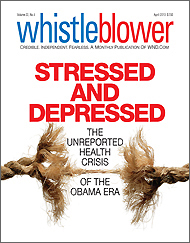 whistleblower
CREDIBLE. INDEPENDENT. FEARLESS. A MONTHLY PUBLICATION OF WND.COM
STRESSED
AND
DEPRESSED
THE
UNREPORTED
HEALTH
CRISIS
OF THE
OBAMA ERA